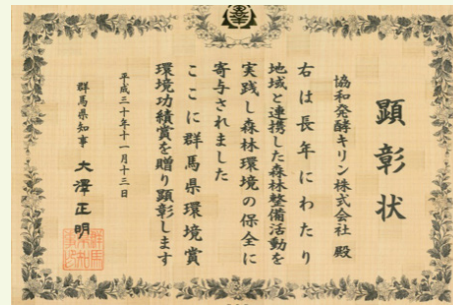 顕彰状
協和発酵キリン株式会社 殿
右は長年にわたり
地域と連携した森林整備活動を
実践し森林環境の保全に
寄与されました
ここに群馬県環境賞
環境功績賞を贈り顕彰します
平成三十年十一月十三日
群馬県知事 大澤正明